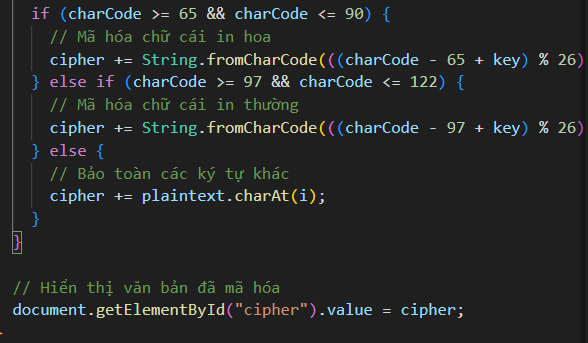 if (charCode >= 65 && charCode <= 90) {
// Mã hóa chữ cái in hoa
cipher += String.fromCharCode(((charCode - 65 + key) % 26)
} else if (charCode >= 97 && charCode <= 122) {
// Mã hóa chữ cái in thường
cipher += String.fromCharCode(((charCode - 97 + key) % 26)
} else {
// Bảo toàn các ký tự khác
cipher += plaintext.charAt(i);
}
}
// Hiển thị văn bản đã mã hóa
document.getElementById("cipher").value = cipher;